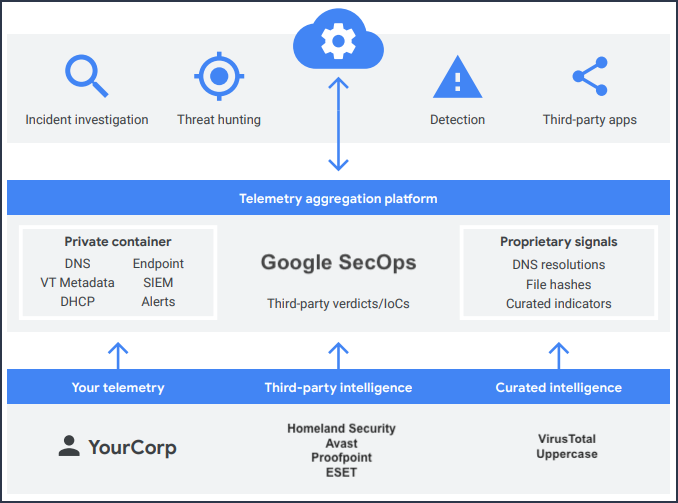 Incident investigation
Threat hunting
Detection
Third-party apps
Telemetry aggregation platform
Private container
DNS Endpoint
VT Metadata SIEM
DHCP Alerts
Google SecOps
Third-party verdicts/IoCs
Proprietary signals
DNS resolutions
File hashes
Curated indicators
Your telemetry
Third-party intelligence
Curated intelligence
YourCorp
Homeland Security
Avast
Proofpoint
ESET
VirusTotal
Uppercase